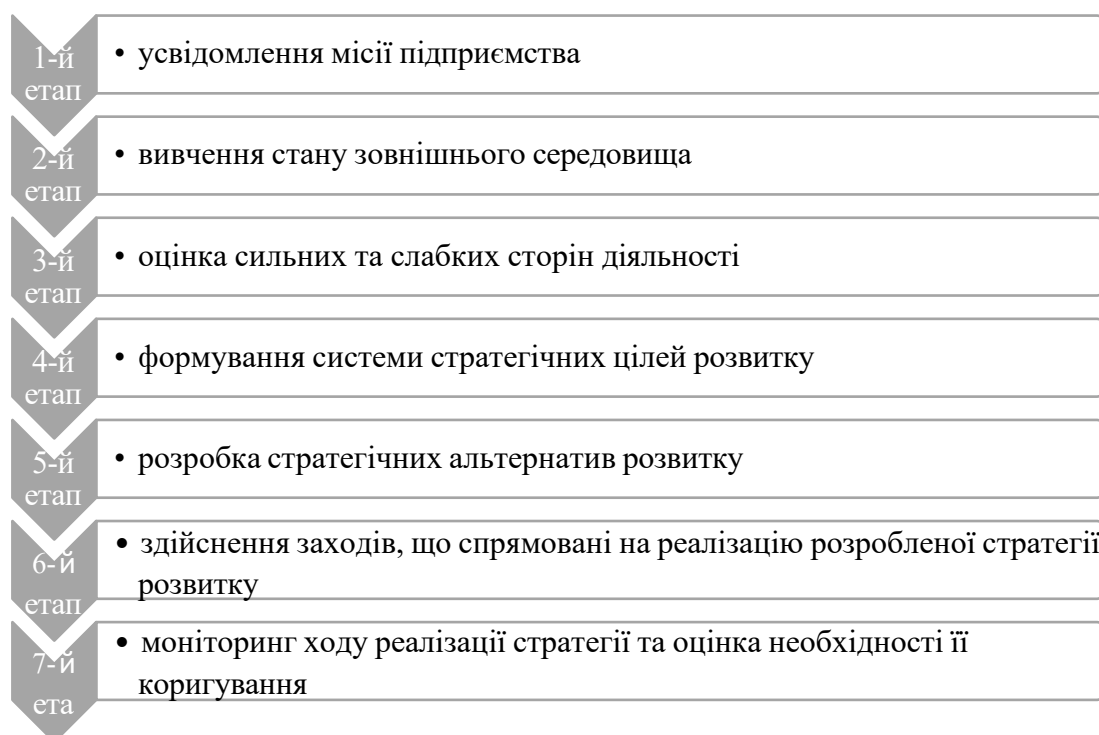 1-й
етап
• усвідомлення місії підприємства
2-й
етап
• вивчення стану зовнішнього середовища
3-й
етап
• оцінка сильних та слабких сторін діяльності
4-й
етап
• формування системи стратегічних цілей розвитку
5-й
етап
• розробка стратегічних альтернатив розвитку
6-й
етап
• здійснення заходів, що спрямовані на реалізацію розробленої стратегії
розвитку
7-й
ета
• моніторинг ходу реалізації стратегії та оцінка необхідності її
коригування